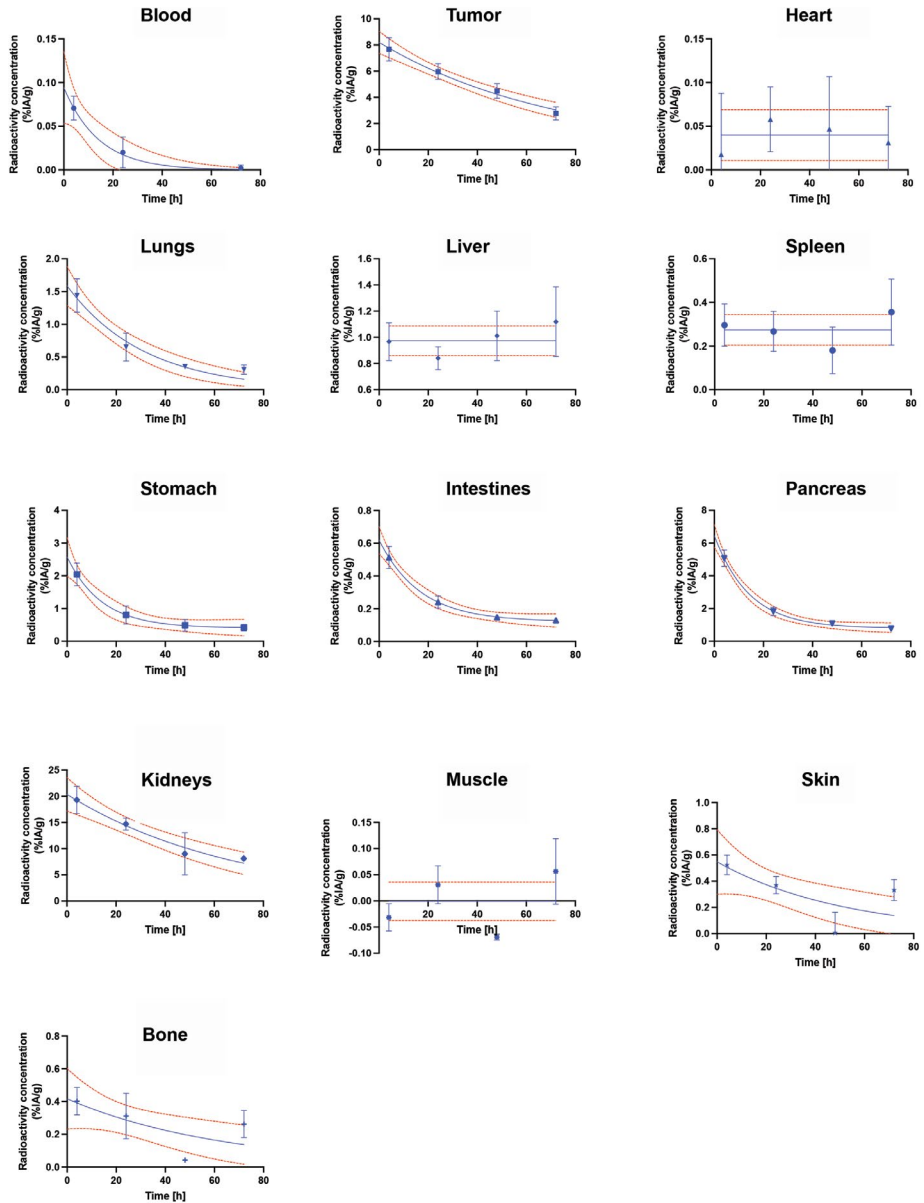 Blood
Radioactivity concentration
(%IA/g)
0.15
0.10
0.05
0.00
0 20 40 60 80
Time [h]
Tumor
Radioactivity concentration
(%IA/g)
10
8
6
4
2
0
0 20 40 60 80
Time [h]
Heart
Radioactivity concentration
(%IA/g)
0.15
0.10
0.05
0.00
0 20 40 60 80
Time [h]
Lungs
Radioactivity concentration
(%IA/g)
2.0
1.5
1.0
0.5
0.0
0 20 40 60 80
Time [h]
Liver
Radioactivity concentration
(%IA/g)
1.6
1.4
1.2
1.0
0.8
0.6
0 20 40 60 80
Time [h]
Spleen
Radioactivity concentration
(%IA/g)
0.6
0.4
0.2
0.0
0 20 40 60 80
Time [h]
Stomach
Radioactivity concentration
(%IA/g)
4
3
2
1
0
0 20 40 60 80
Time [h]
Intestines
Radioactivity concentration
(%IA/g)
0.8
0.6
0.4
0.2
0.0
0 20 40 60 80
Time [h]
Pancreas
Radioactivity concentration
(%IA/g)
8
6
4
2
0
0 20 40 60 80
Time [h]
Kidneys
Radioactivity concentration
(%IA/g)
25
20
15
10
5
0
0 20 40 60 80
Time [h]
Muscle
Radioactivity concentration
(%IA/g)
0.15
0.10
0.05
0.00
-0.05
-0.10
20 40 60 80
Time [h]
Skin
Radioactivity concentration
(%IA/g)
1.0
0.8
0.6
0.4
0.2
0.0
0 20 40 60 80
Time [h]
Bone
Radioactivity concentration
(%IA/g)
0.8
0.6
0.4
0.2
0.0
0 20 40 60 80
Time [h]